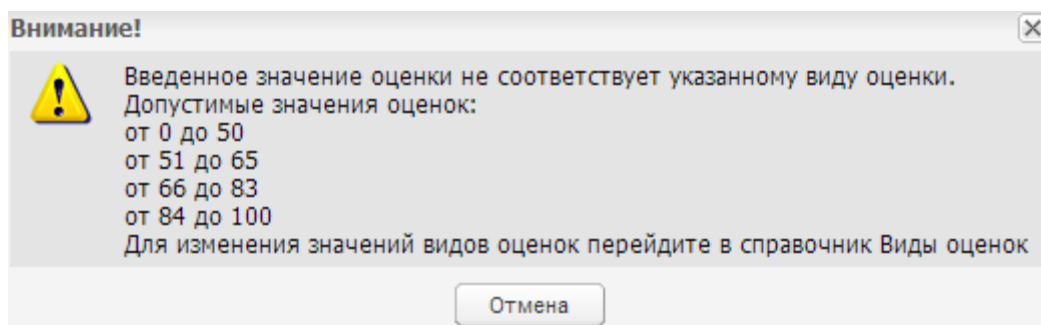 Внимание!
Введенное значение оценки не соответствует указанному виду оценки.
Допустимые значения оценок:
от 0 до 50
от 51 до 65
от 66 до 83
от 84 до 100
Для изменения значений видов оценок перейдите в справочник Виды оценок
Отмена